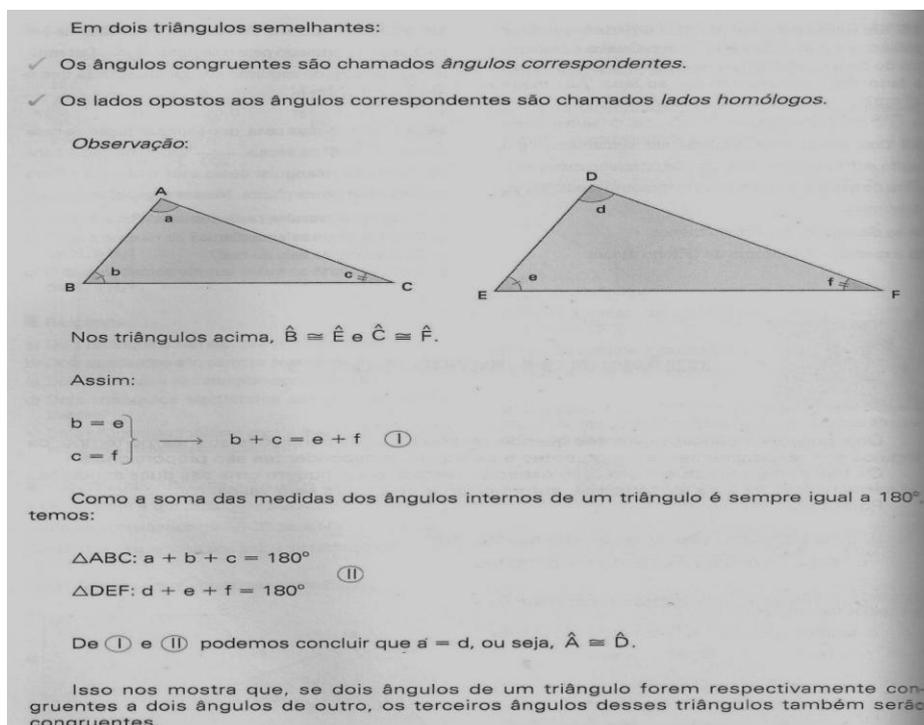 Em dois triângulos semelhantes:
✓ Os ângulos congruentes são chamados ângulos correspondentes.
✓ Os lados opostos aos ângulos correspondentes são chamados lados homólogos.
Observação:
A
a
b
c
B
C
D
d
e
f
E
F
Nos triângulos acima, B̂ ≅ Ê e Ĉ ≅ F̂.
Assim:
b = e
c = f
⟶ b + c = e + f Ⓘ
Como a soma das medidas dos ângulos internos de um triângulo é sempre igual a 180°,
temos:
△ABC: a + b + c = 180°
(II)
△DEF: d + e + f = 180°
De (I) e (II) podemos concluir que a = d, ou seja, Â ≅ D̂.
Isso nos mostra que, se dois ângulos de um triângulo forem respectivamente con-
gruentes a dois ângulos de outro, os terceiros ângulos desses triângulos também serão
congruentes.